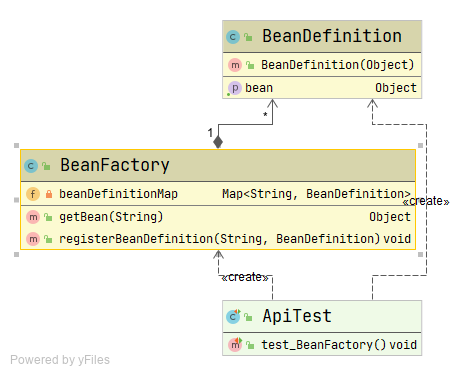 C BeanDefinition
m BeanDefinition(Object)
p bean Object
*
1
C BeanFactory
f beanDefinitionMap Map<String, BeanDefinition>
m getBean(String) Object
m registerBeanDefinition(String, BeanDefinition) void
«create»
«create»
C ApiTest
m test_BeanFactory() void
Powered by yFiles